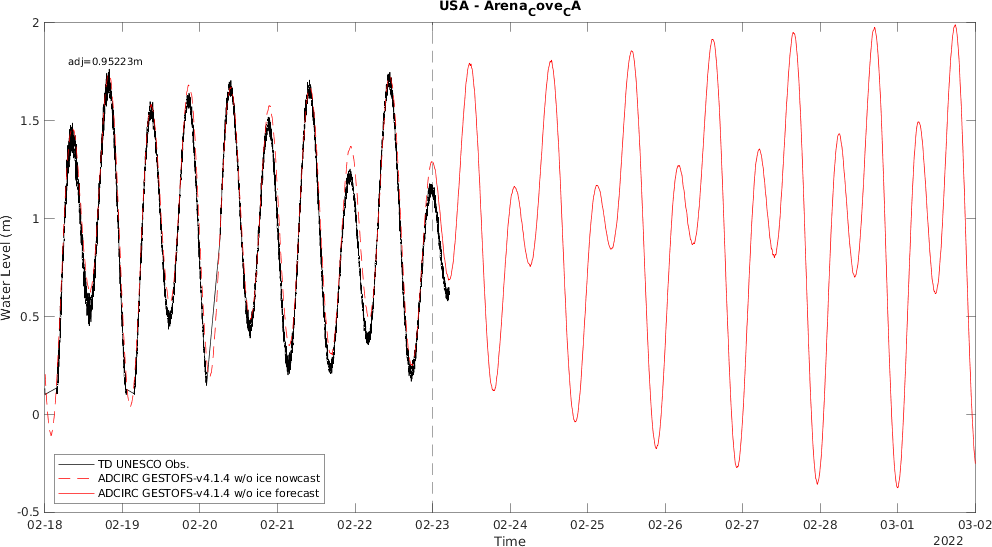 USA - ArenaCoveCA
adj=0.95223m
2
1.5
1
0.5
0
-0.5
Water Level (m)
TD UNESCO Obs.
ADCIRC GESTOFS-v4.1.4 w/o ice nowcast
ADCIRC GESTOFS-v4.1.4 w/o ice forecast
02-18 02-19 02-20 02-21 02-22 02-23 02-24 02-25 02-26 02-27 02-28 03-01 03-02
Time
2022